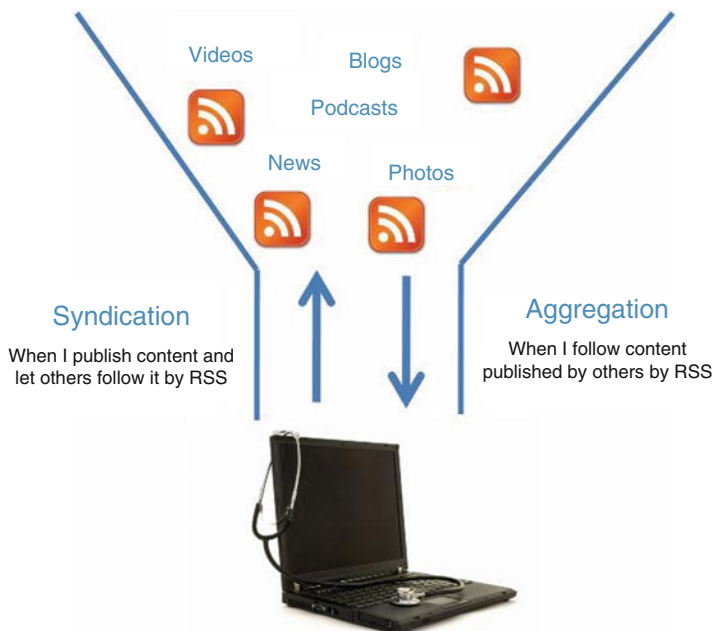 Videos
Blogs
Podcasts
News
Photos
Syndication
When I publish content and
let others follow it by RSS
Aggregation
When I follow content
published by others by RSS